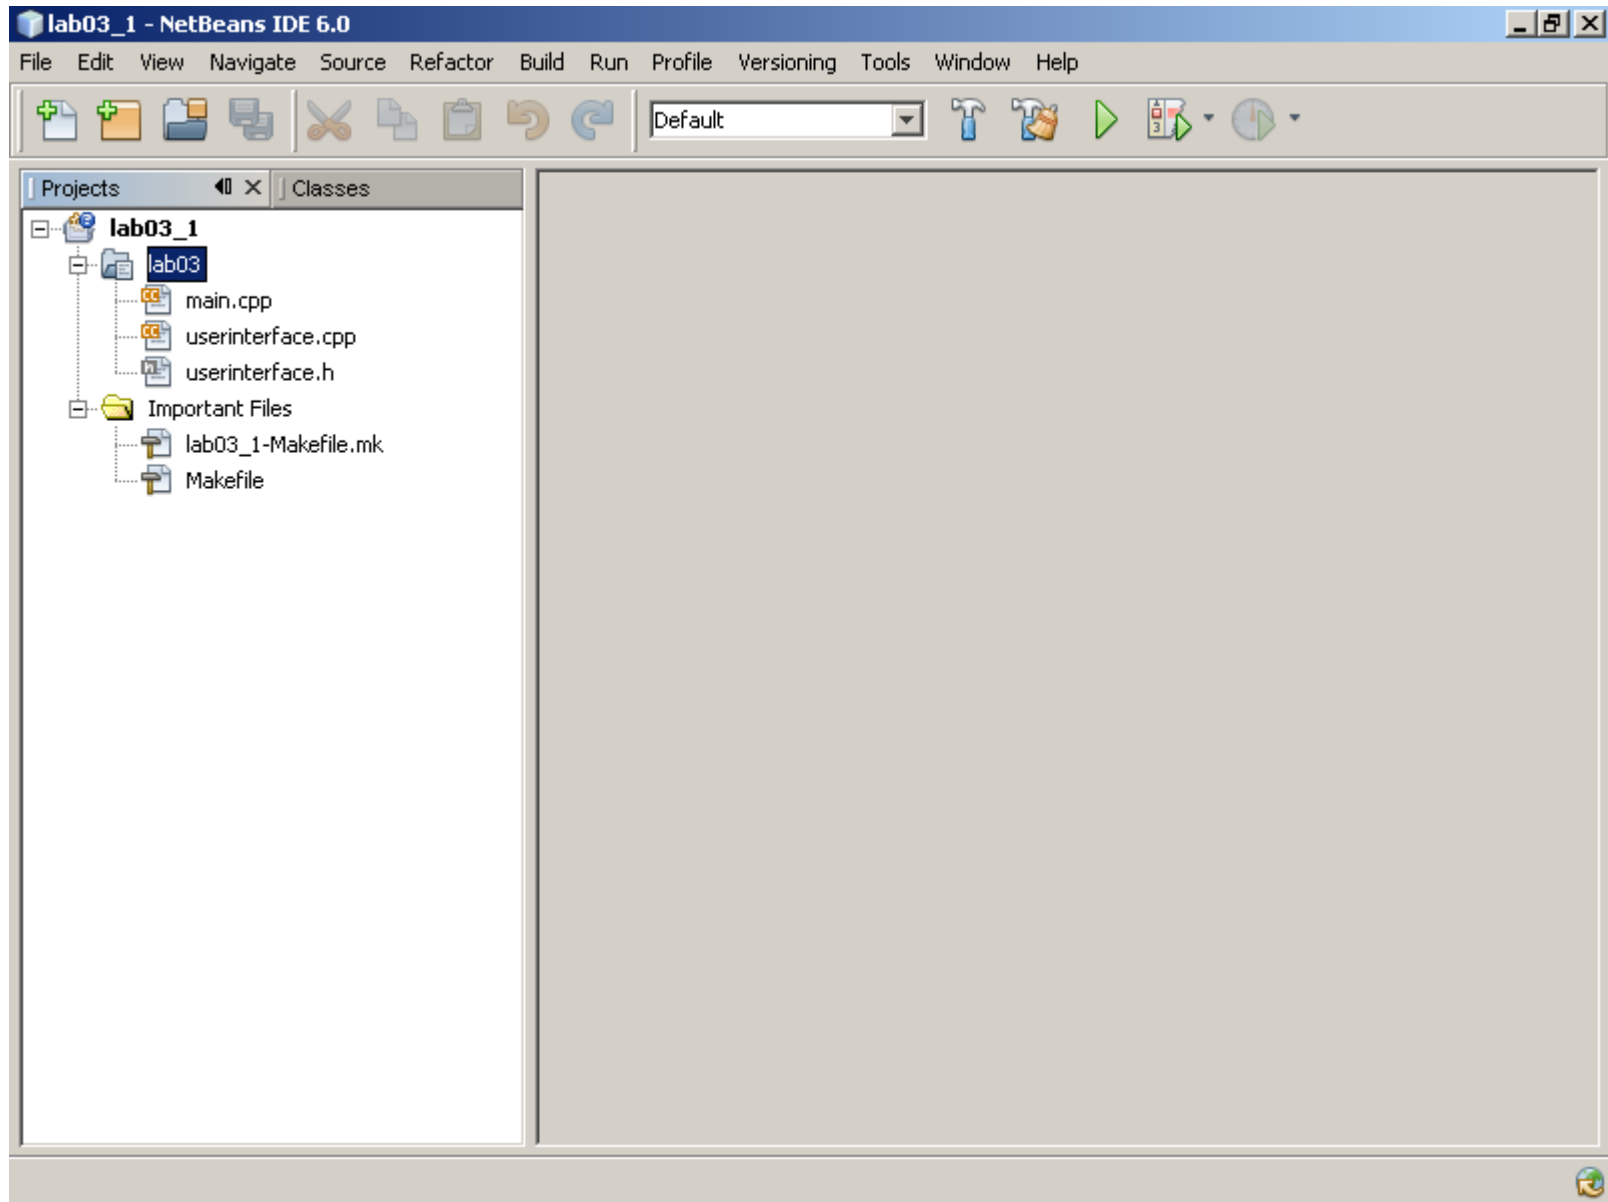 lab03_1 - NetBeans IDE 6.0
File Edit View Navigate Source Refactor Build Run Profile Versioning Tools Window Help
Default
Projects Classes
lab03_1
lab03
main.cpp
userinterface.cpp
userinterface.h
Important Files
lab03_1-Makefile.mk
Makefile